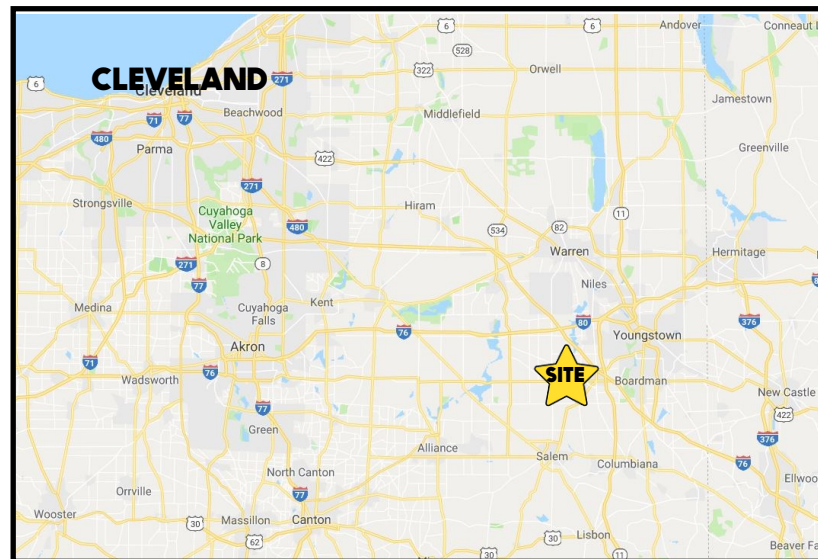 6
6
Andover
Conneaut L
528
CLEVELAND
322
Orwell
6
Cleveland
271
Jamestown
Beachwood
Middlefield
71
77
480
Parma
Greenville
422
271
Strongsville
Hiram
Cuyahoga
Valley
National Park
480
11
534
82
Warren
Hermitage
271
8
77
Niles
Medina
Cuyahoga
Falls
Kent
80
376
76
Youngstown
Akron
71
76
SITE
Wadsworth
Boardman
New Castle
77
422
Green
376
Alliance
Salem
Columbiana
76
North Canton
Ellwoo
Orrville
77
Wooster
Massillon
30
Canton
30
Lisbon
62
30
11
Beaver Fa